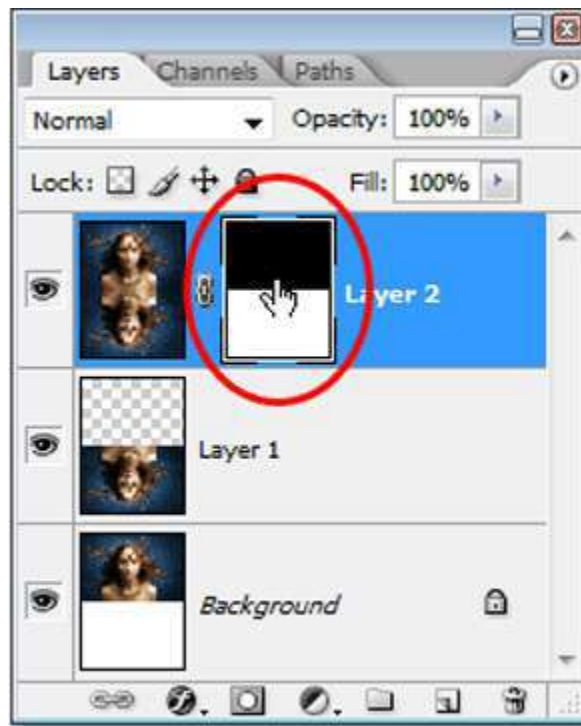 Layers Channels Paths
Normal Opacity: 100%
Lock: Fill: 100%
Layer 2
Layer 1
Background